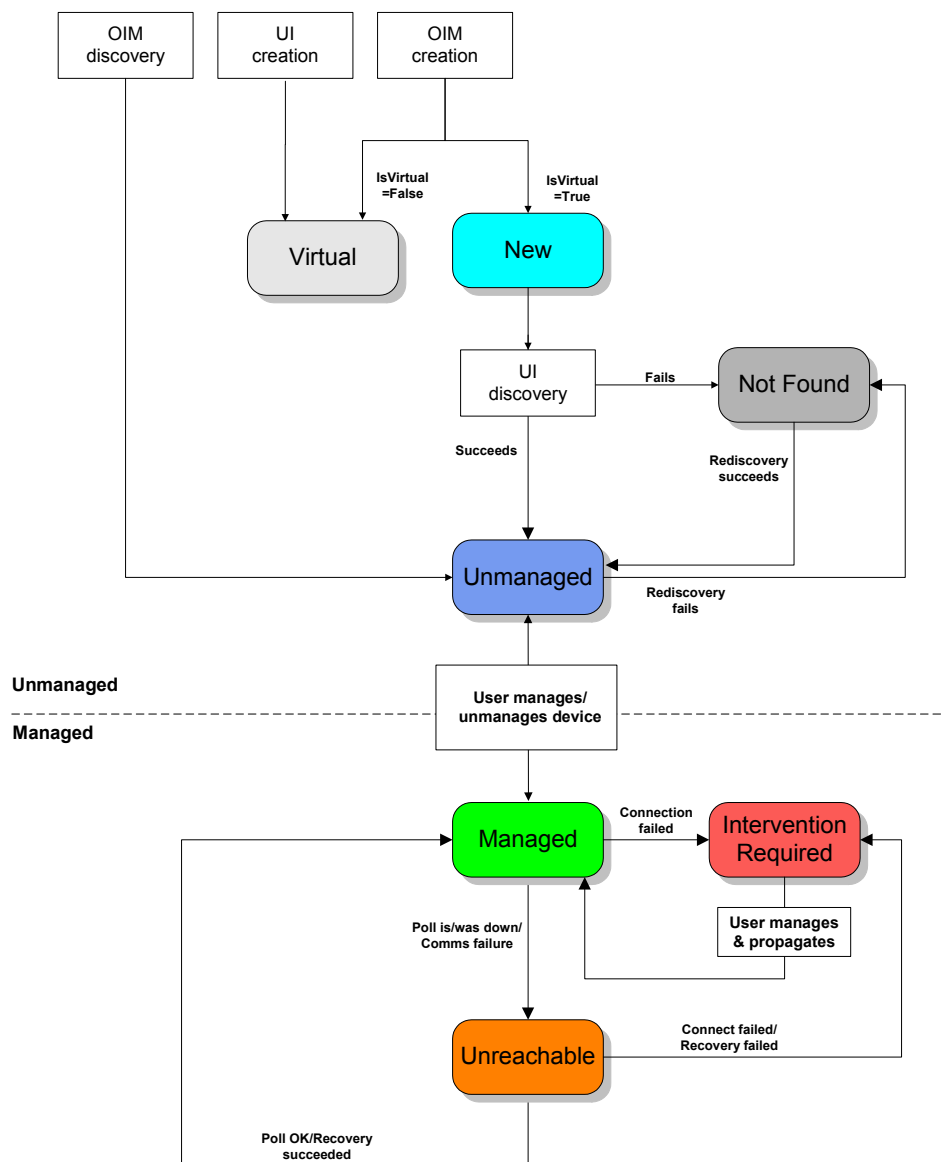 OIM
discovery
UI
creation
OIM
creation
IsVirtual
=False
IsVirtual
=True
Virtual
New
UI
discovery
Fails
Not Found
Succeeds
Rediscovery
succeeds
Unmanaged
Rediscovery
fails
Unmanaged
User manages/
unmanages device
Managed
Managed
Connection
failed
Intervention
Required
Poll is/was down/
Comms failure
User manages
& propagates
Unreachable
Connect failed/
Recovery failed
Poll OK/Recovery
succeeded